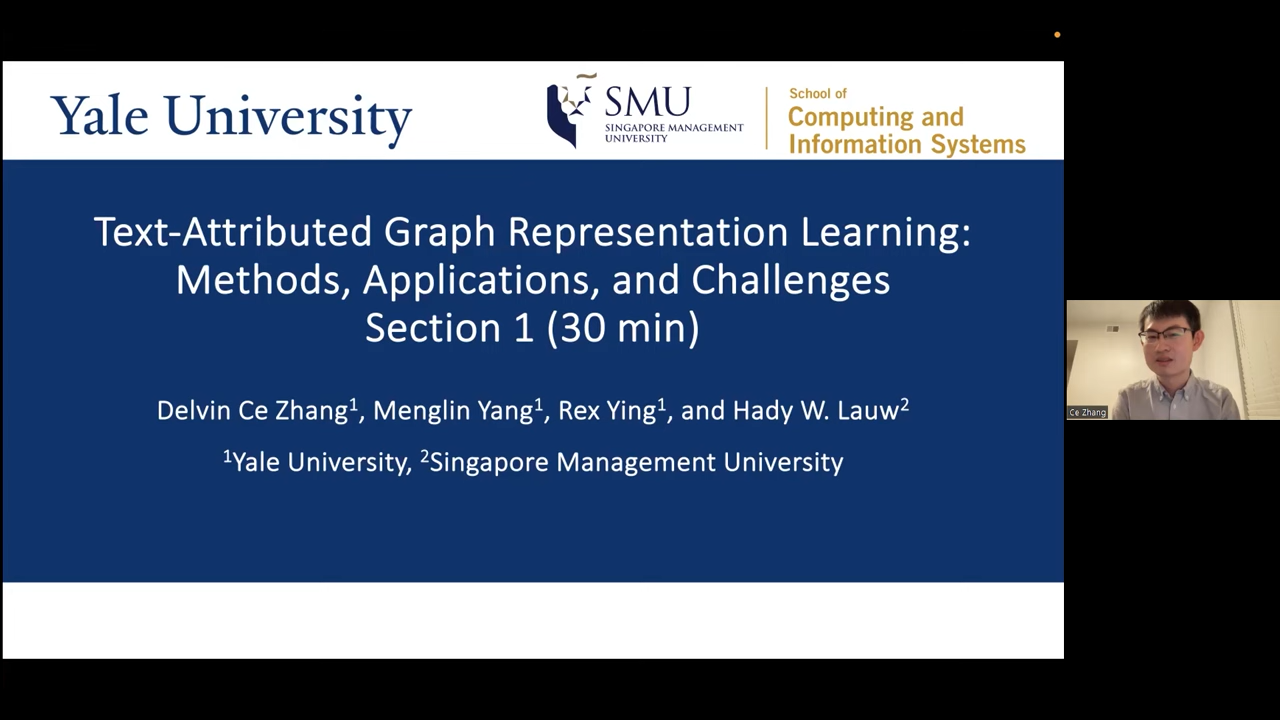 Yale University
SMU
SINGAPORE MANAGEMENT
UNIVERSITY
School of
Computing and
Information Systems
Text-Attributed Graph Representation Learning:
Methods, Applications, and Challenges
Section 1 (30 min)
Delvin Ce Zhang¹, Menglin Yang¹, Rex Ying¹, and Hady W. Lauw²
¹Yale University, ²Singapore Management University
Ce Zhang